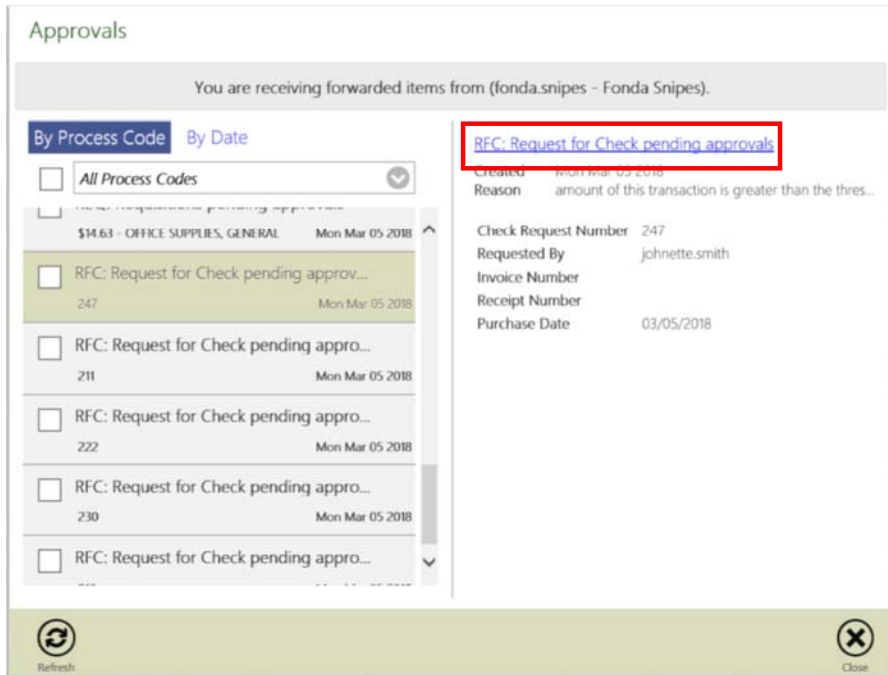 Approvals
You are receiving forwarded items from (fonda.snipes - Fonda Snipes).
By Process Code By Date
All Process Codes
$14.63 - OFFICE SUPPLIES, GENERAL Mon Mar 05 2018
RFC: Request for Check pending approv...
247 Mon Mar 05 2018
RFC: Request for Check pending appro...
211 Mon Mar 05 2018
RFC: Request for Check pending appro...
222 Mon Mar 05 2018
RFC: Request for Check pending appro...
230 Mon Mar 05 2018
RFC: Request for Check pending appro...
RFC: Request for Check pending approvals
Created Mon Mar 05 2018
Reason amount of this transaction is greater than the thres...
Check Request Number 247
Requested By johnette.smith
Invoice Number
Receipt Number
Purchase Date 03/05/2018
Refresh
Close